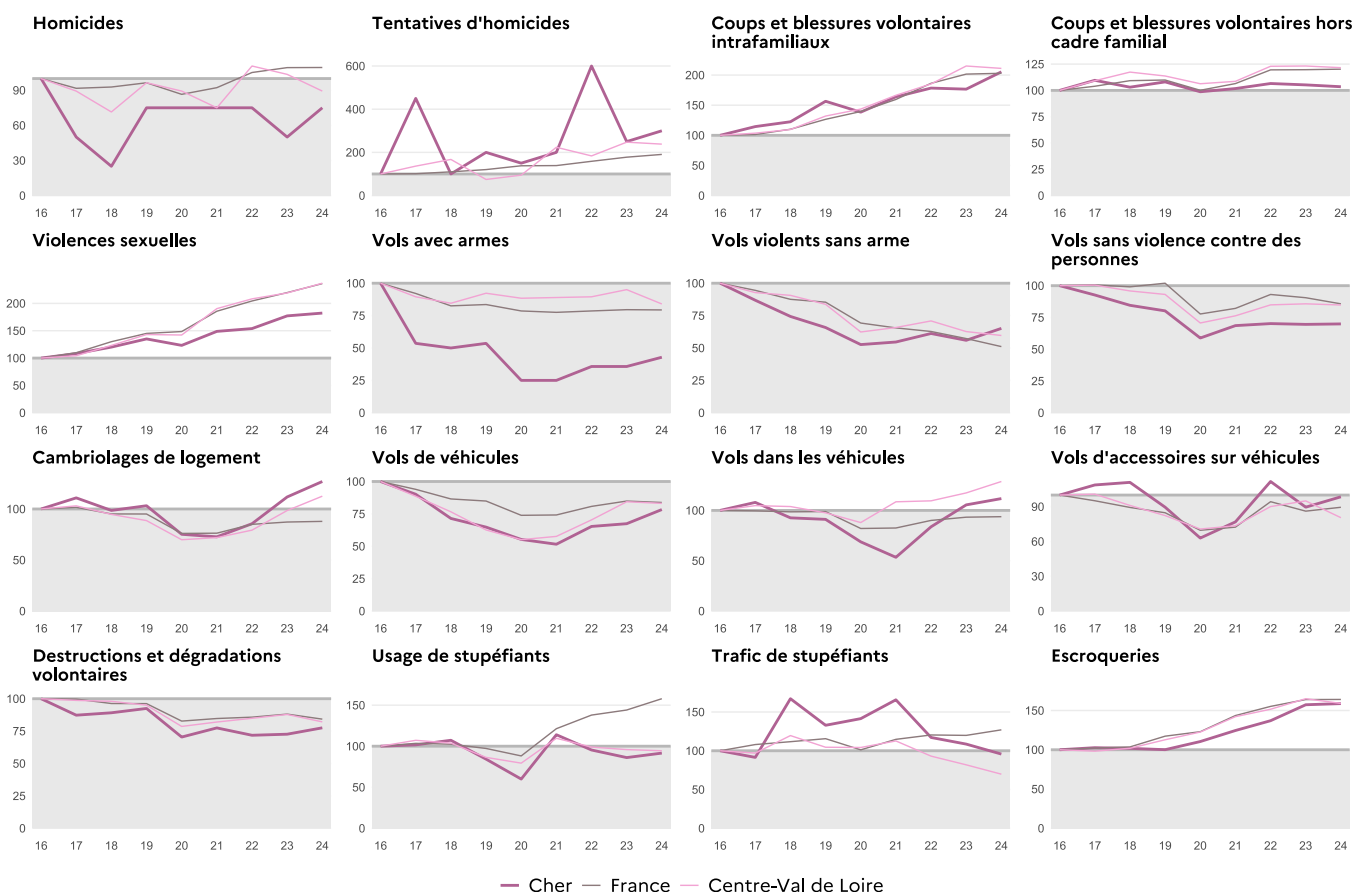 Homicides
90
60
30
0
16 17 18 19 20 21 22 23 24
Tentatives d'homicides
600
400
200
0
16 17 18 19 20 21 22 23 24
Coups et blessures volontaires
intrafamiliaux
200
150
100
50
0
16 17 18 19 20 21 22 23 24
Coups et blessures volontaires hors
cadre familial
125
100
75
50
25
0
16 17 18 19 20 21 22 23 24
Violences sexuelles
200
150
100
50
0
16 17 18 19 20 21 22 23 24
Vols avec armes
100
75
50
25
0
16 17 18 19 20 21 22 23 24
Vols violents sans arme
100
75
50
25
0
16 17 18 19 20 21 22 23 24
Vols sans violence contre des
personnes
100
75
50
25
0
16 17 18 19 20 21 22 23 24
Cambriolages de logement
100
50
0
16 17 18 19 20 21 22 23 24
Vols de véhicules
100
75
50
25
0
16 17 18 19 20 21 22 23 24
Vols dans les véhicules
100
50
0
16 17 18 19 20 21 22 23 24
Vols d'accessoires sur véhicules
90
60
30
0
16 17 18 19 20 21 22 23 24
Destructions et dégradations
volontaires
100
75
50
25
0
16 17 18 19 20 21 22 23 24
Usage de stupéfiants
150
100
50
0
16 17 18 19 20 21 22 23 24
Trafic de stupéfiants
150
100
50
0
16 17 18 19 20 21 22 23 24
Escroqueries
150
100
50
0
16 17 18 19 20 21 22 23 24
Cher France Centre-Val de Loire